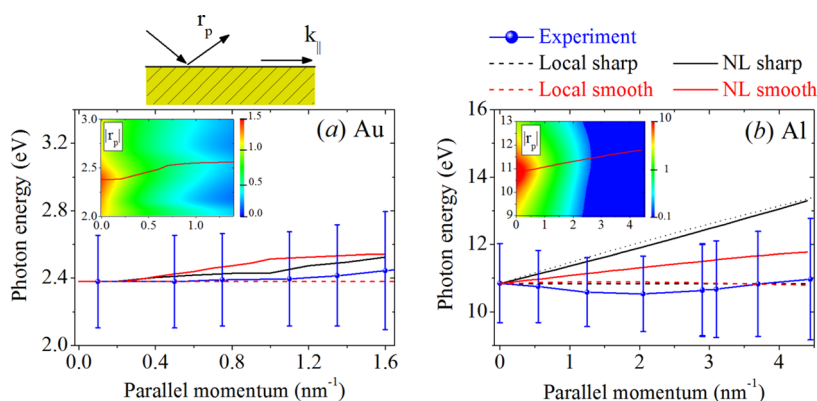 r_p
k_||
Experiment
Local sharp
NL sharp
Local smooth
NL smooth
(a) Au
Photon energy (eV)
3.2
2.8
2.4
2.0
0.0 0.4 0.8 1.2 1.6
Parallel momentum (nm⁻¹)
|r_p|
3.0
2.5
2.0
0.0 0.5 1.0
1.5
1.0
0.5
0.0
(b) Al
Photon energy (eV)
16
14
12
10
0 1 2 3 4
Parallel momentum (nm⁻¹)
|r_p|
13
12
11
10
9
0 1 2 3 4
10
1
0.1